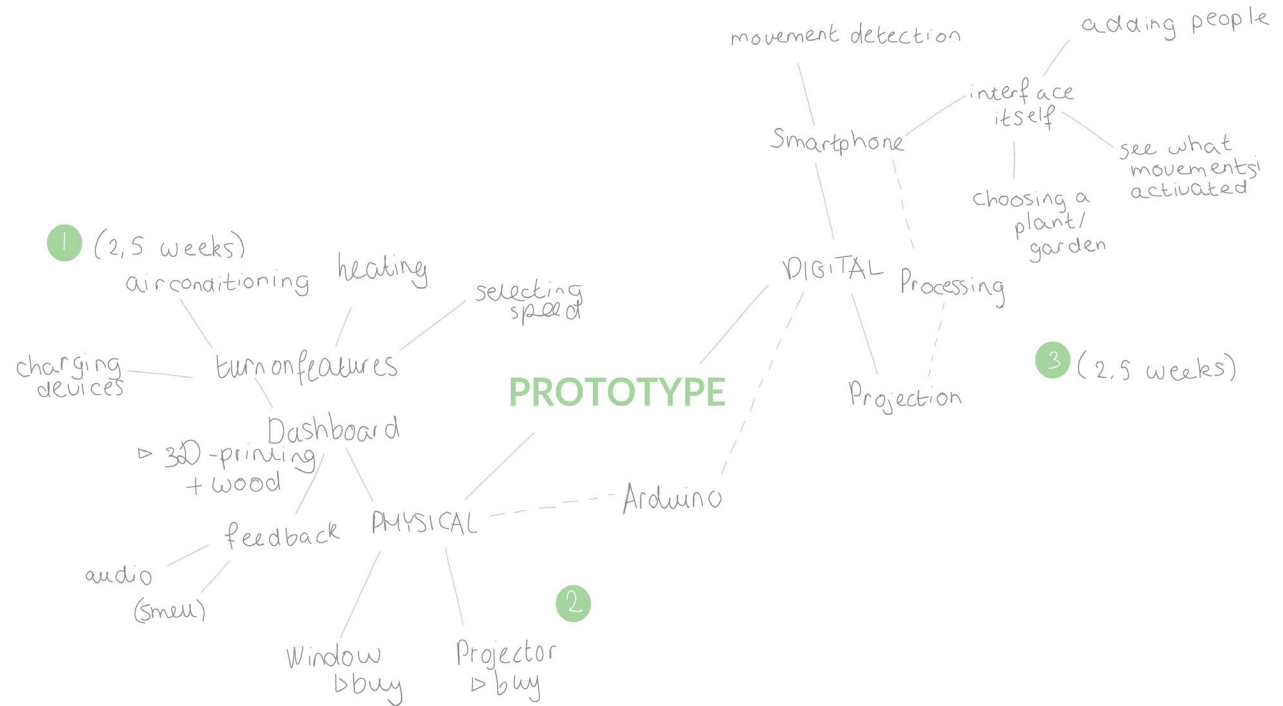 movement detection
adding people
interface
itself
Smartphone
see what
movements
activated
choosing a
plant/
garden
1 (2,5 weeks)
airconditioning
heating
selecting
speed
DIGITAL
Processing
charging
devices
turnonfeatures
PROTOTYPE
3 (2,5 weeks)
Projection
Dashboard
▷ 3D-printing
+ wood
Arduino
PHYSICAL
feedback
audio
(smell)
2
Window
▷buy
Projector
▷ buy